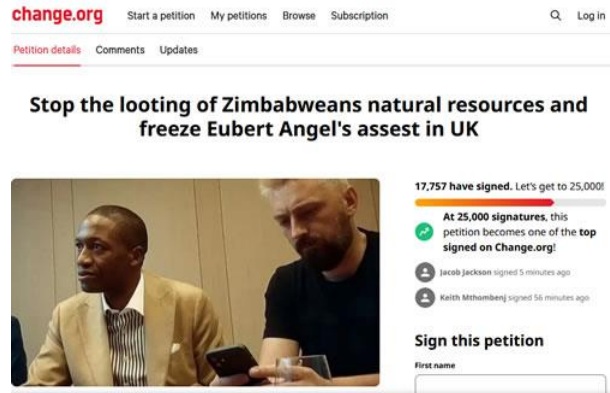 change.org Start a petition My petitions Browse Subscription Log in
Petition details Comments Updates
Stop the looting of Zimbabweans natural resources and
freeze Eubert Angel's assest in UK
17,757 have signed. Let's get to 25,000!
At 25,000 signatures, this
petition becomes one of the top
signed on Change.org!
Jacob Jackson signed 5 minutes ago
Keith Mthombenj signed 56 minutes ago
Sign this petition
First name